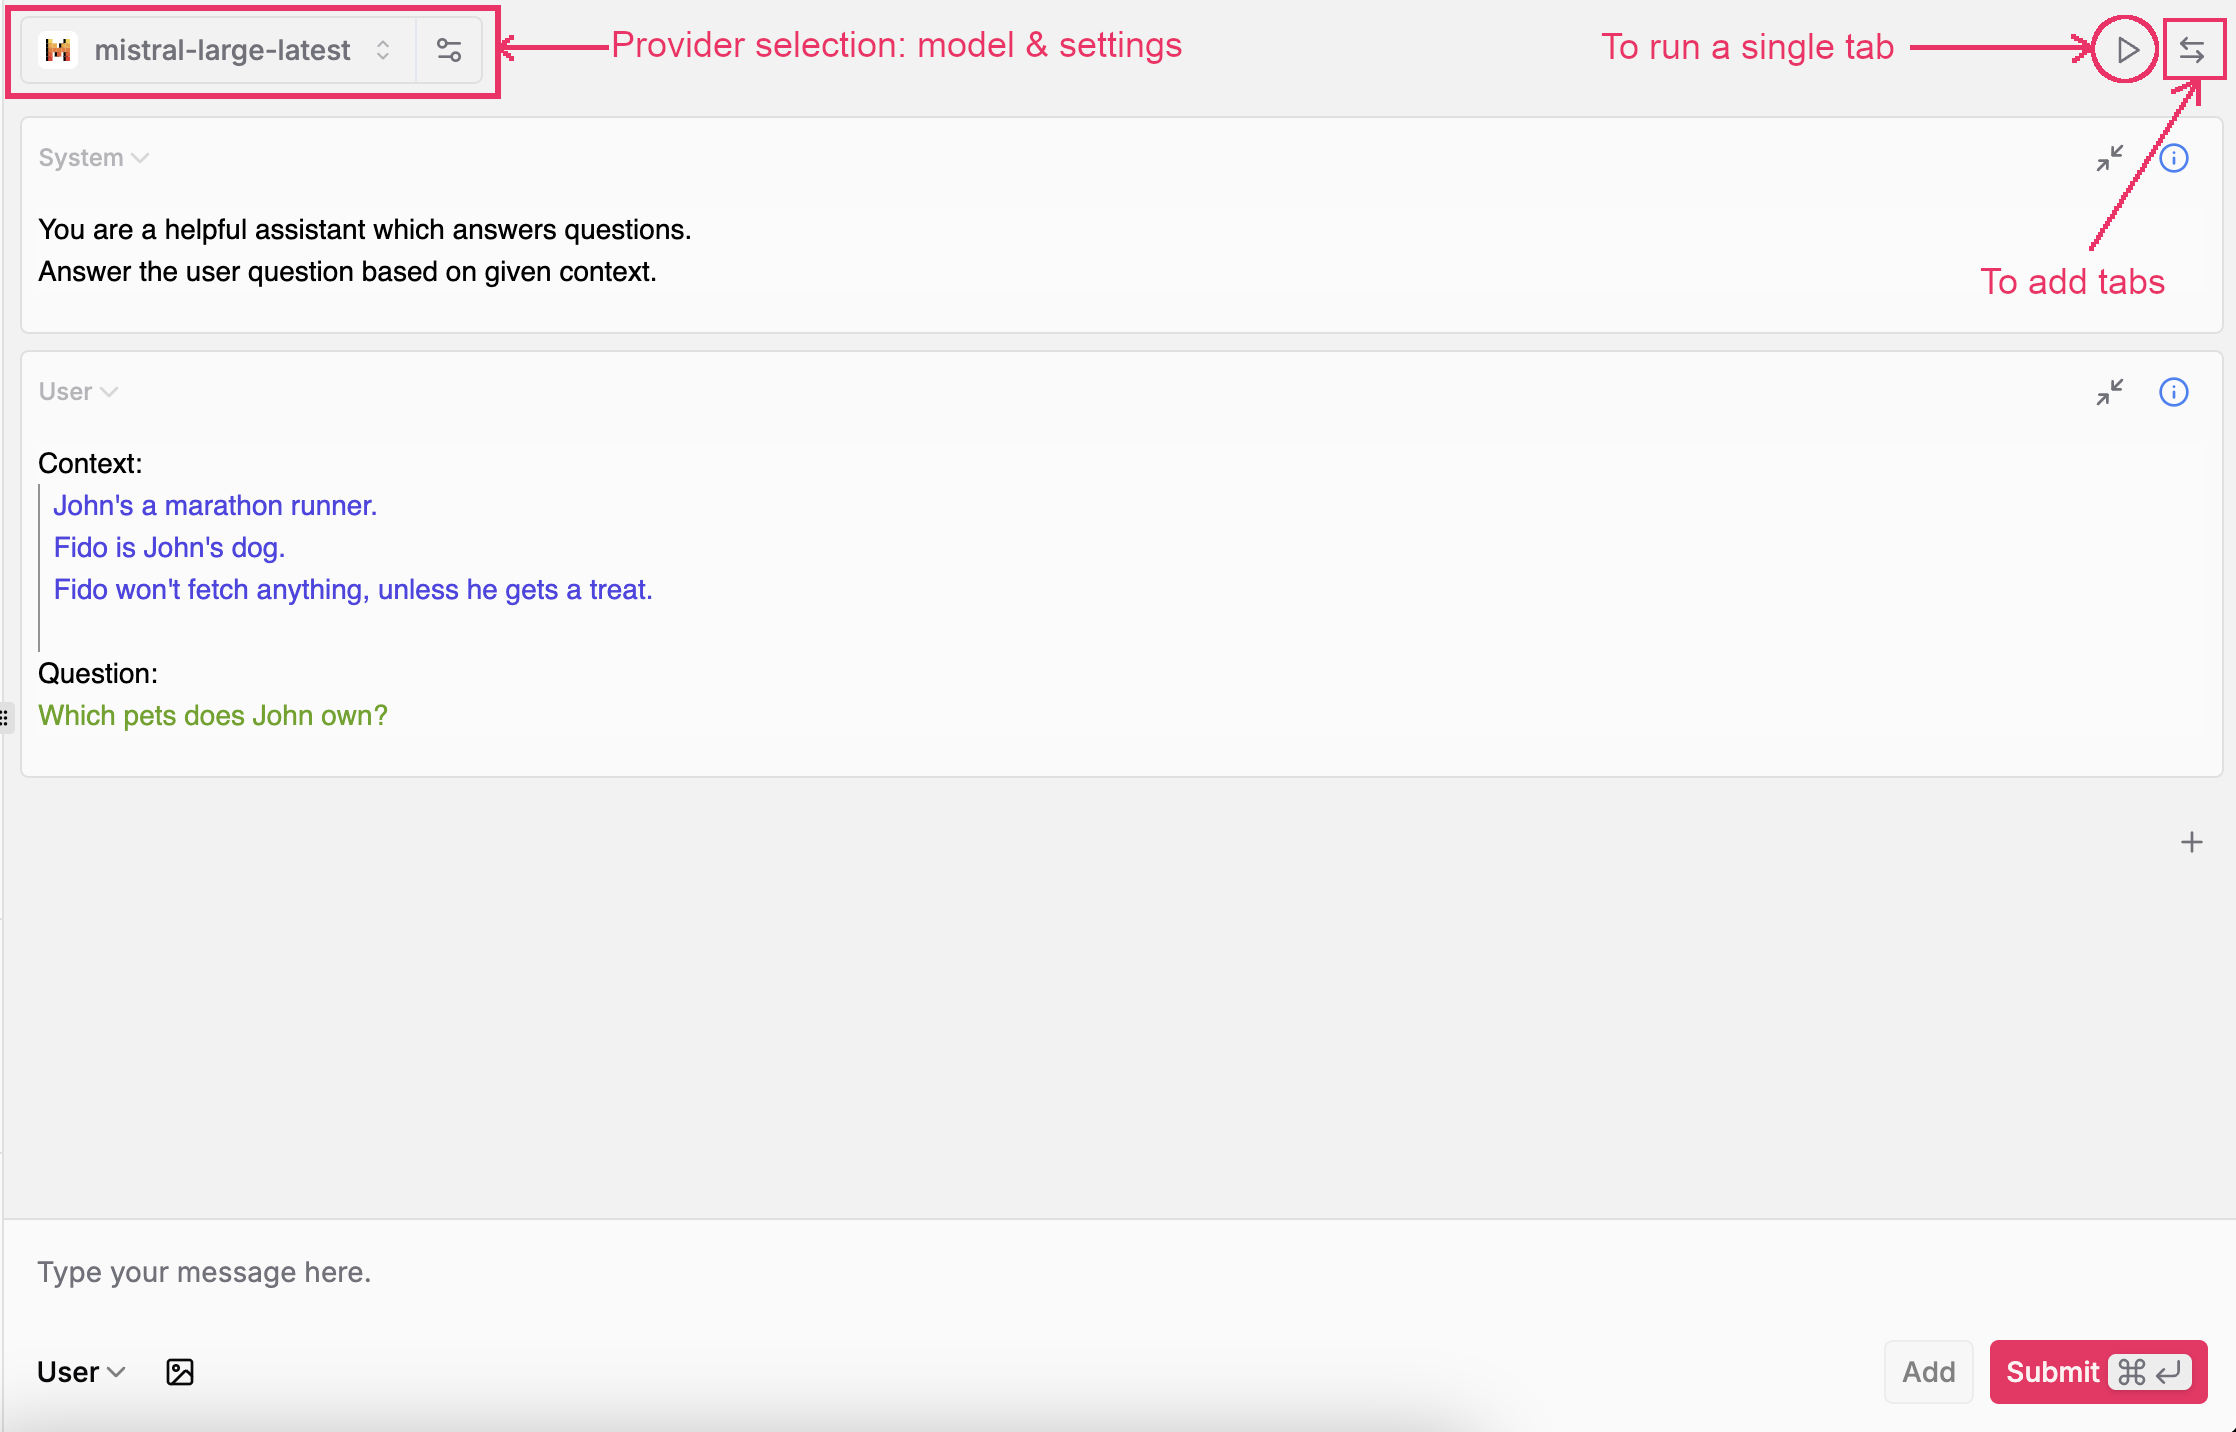 mistral-large-latest
Provider selection: model & settings
To run a single tab
System
You are a helpful assistant which answers questions.
Answer the user question based on given context.
To add tabs
User
Context:
John's a marathon runner.
Fido is John's dog.
Fido won't fetch anything, unless he gets a treat.
Question:
Which pets does John own?
Type your message here.
User
Add
Submit ⌘ ↵